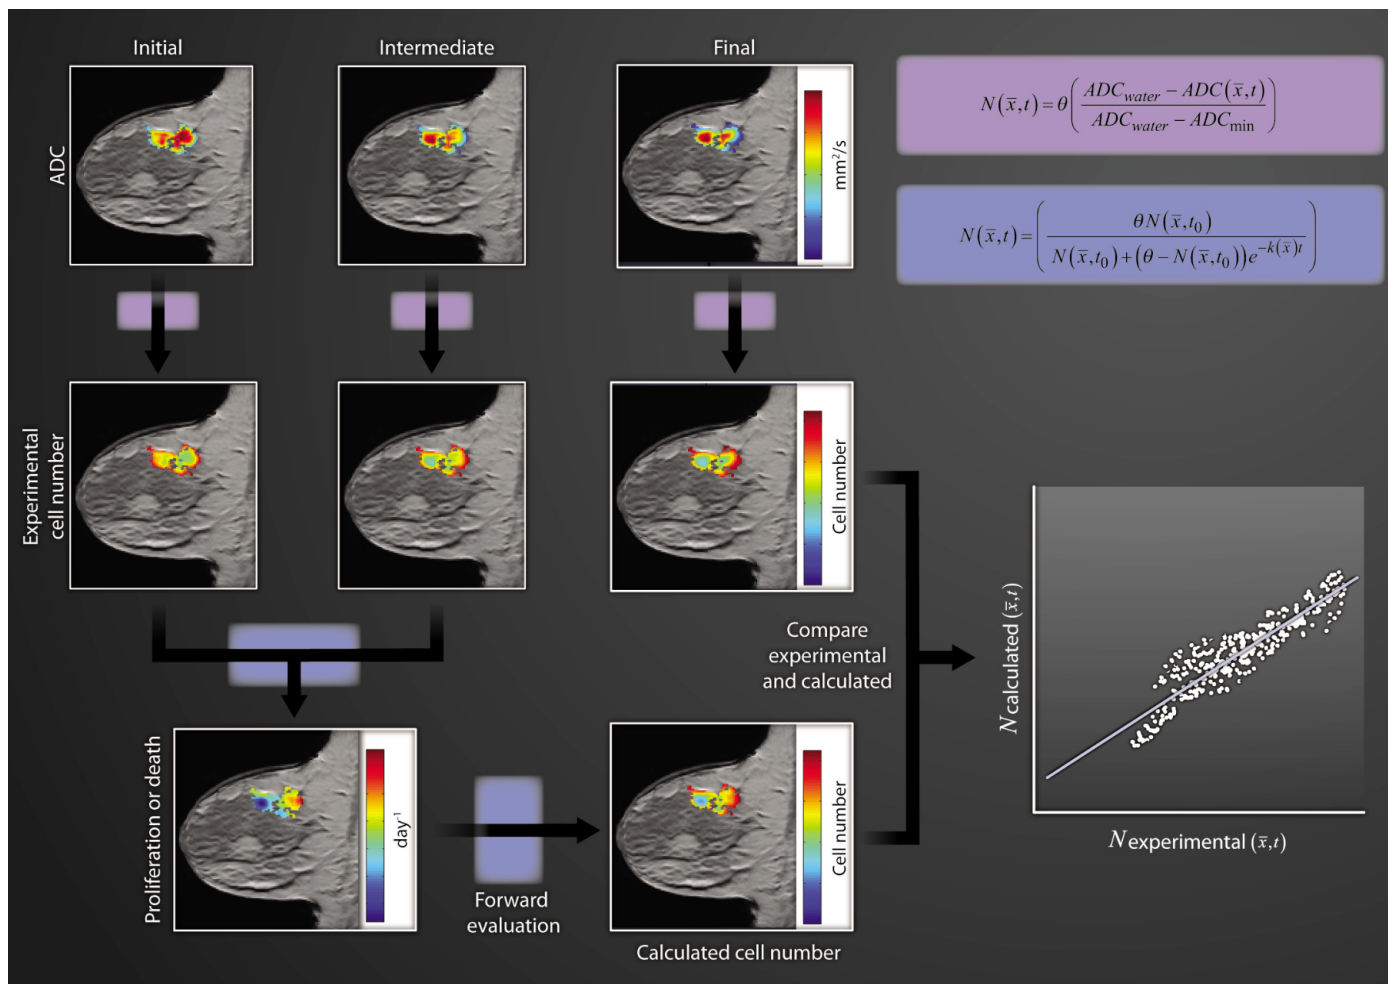 Initial
Intermediate
Final
ADC
mm²/s
N(x̅,t) = θ((ADC_water − ADC(x̅,t))/(ADC_water − ADC_min))
N(x̅,t) = (θN(x̅,t₀)/(N(x̅,t₀) + (θ − N(x̅,t₀))e^(−k(x̅)t)))
Experimental
cell number
Cell number
Compare
experimental
and calculated
N calculated (x̅,t)
N experimental (x̅,t)
Proliferation or death
day⁻¹
Forward
evaluation
Cell number
Calculated cell number